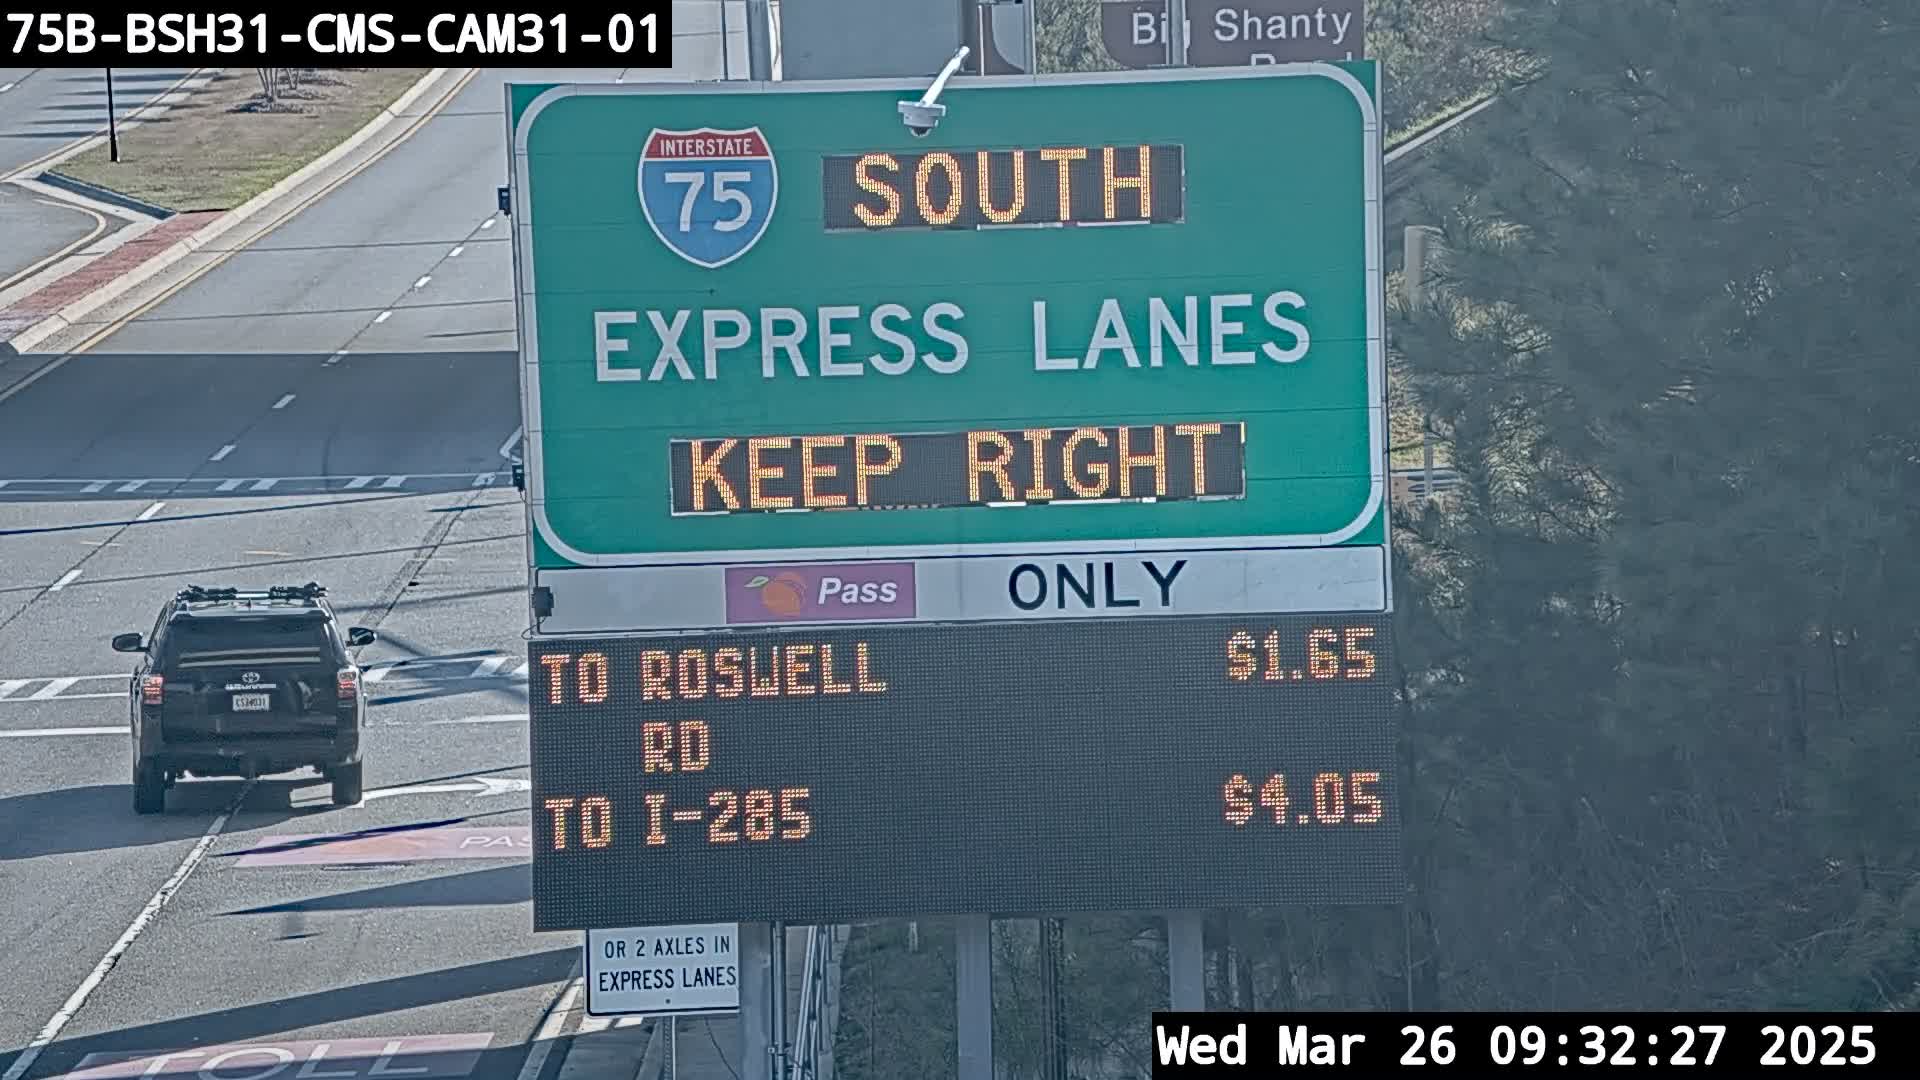 75B-BSH31-CMS-CAM31-01
Big Shanty
INTERSTATE
75
SOUTH
EXPRESS LANES
KEEP RIGHT
Pass ONLY
TO ROSWELL $1.65
RD
TO I-285 $4.05
OR 2 AXLES IN
EXPRESS LANES
PAS
TOLL
Wed Mar 26 09:32:27 2025